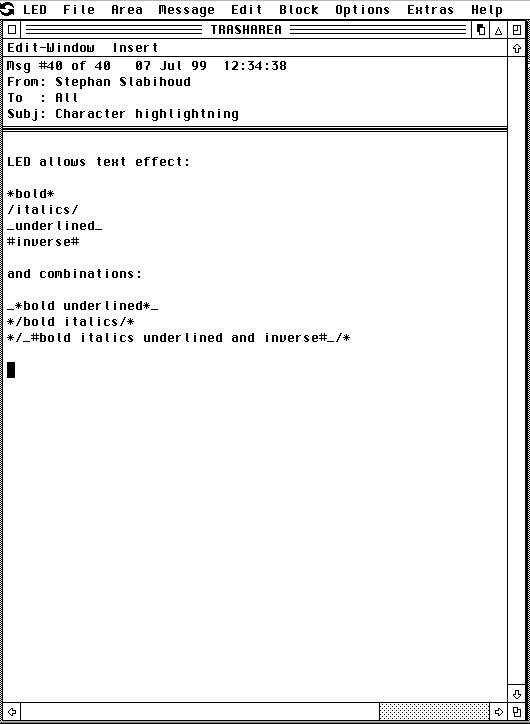 LED File Area Message Edit Block Options Extras Help
TRASHAREA
Edit-Window Insert
Msg #40 of 40 07 Jul 99 12:34:38
From: Stephan Slabihoud
To : All
Subj: Character highlightning
LED allows text effect:
*bold*
/italics/
_underlined_
#inverse#
and combinations:
_*bold underlined*_
*/bold italics/*
*/_#bold italics underlined and inverse#_/*